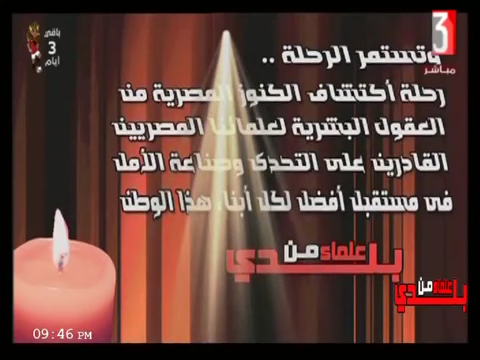 باقي
3
أيام
3
مباشر
وتستمر الرحلة ..
رحلة أكتشاف الكنوز المصرية من
العقول البشرية لعلمائنا المصريين
القادرين على التحدى وصناعة الأمل
فى مستقبل أفضل لكل أبناء هذا الوطن
علماء من بلدي
علماء من بلدي
09:46 PM